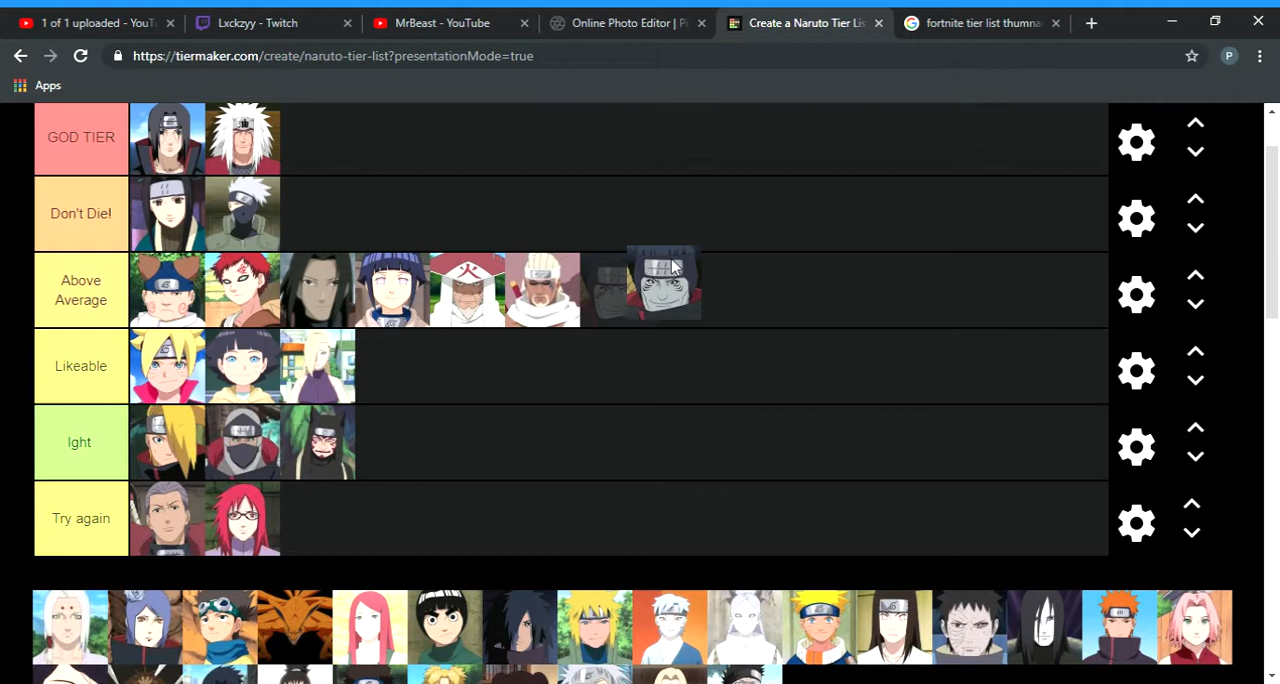 1 of 1 uploaded - YouT
Lxckzyy - Twitch
MrBeast - YouTube
Online Photo Editor | Pi
Create a Naruto Tier Lis
fortnite tier list thumna
https://tiermaker.com/create/naruto-tier-list?presentationMode=true
P
Apps
GOD TIER
Don't Die!
Above
Average
Likeable
Ight
Try again